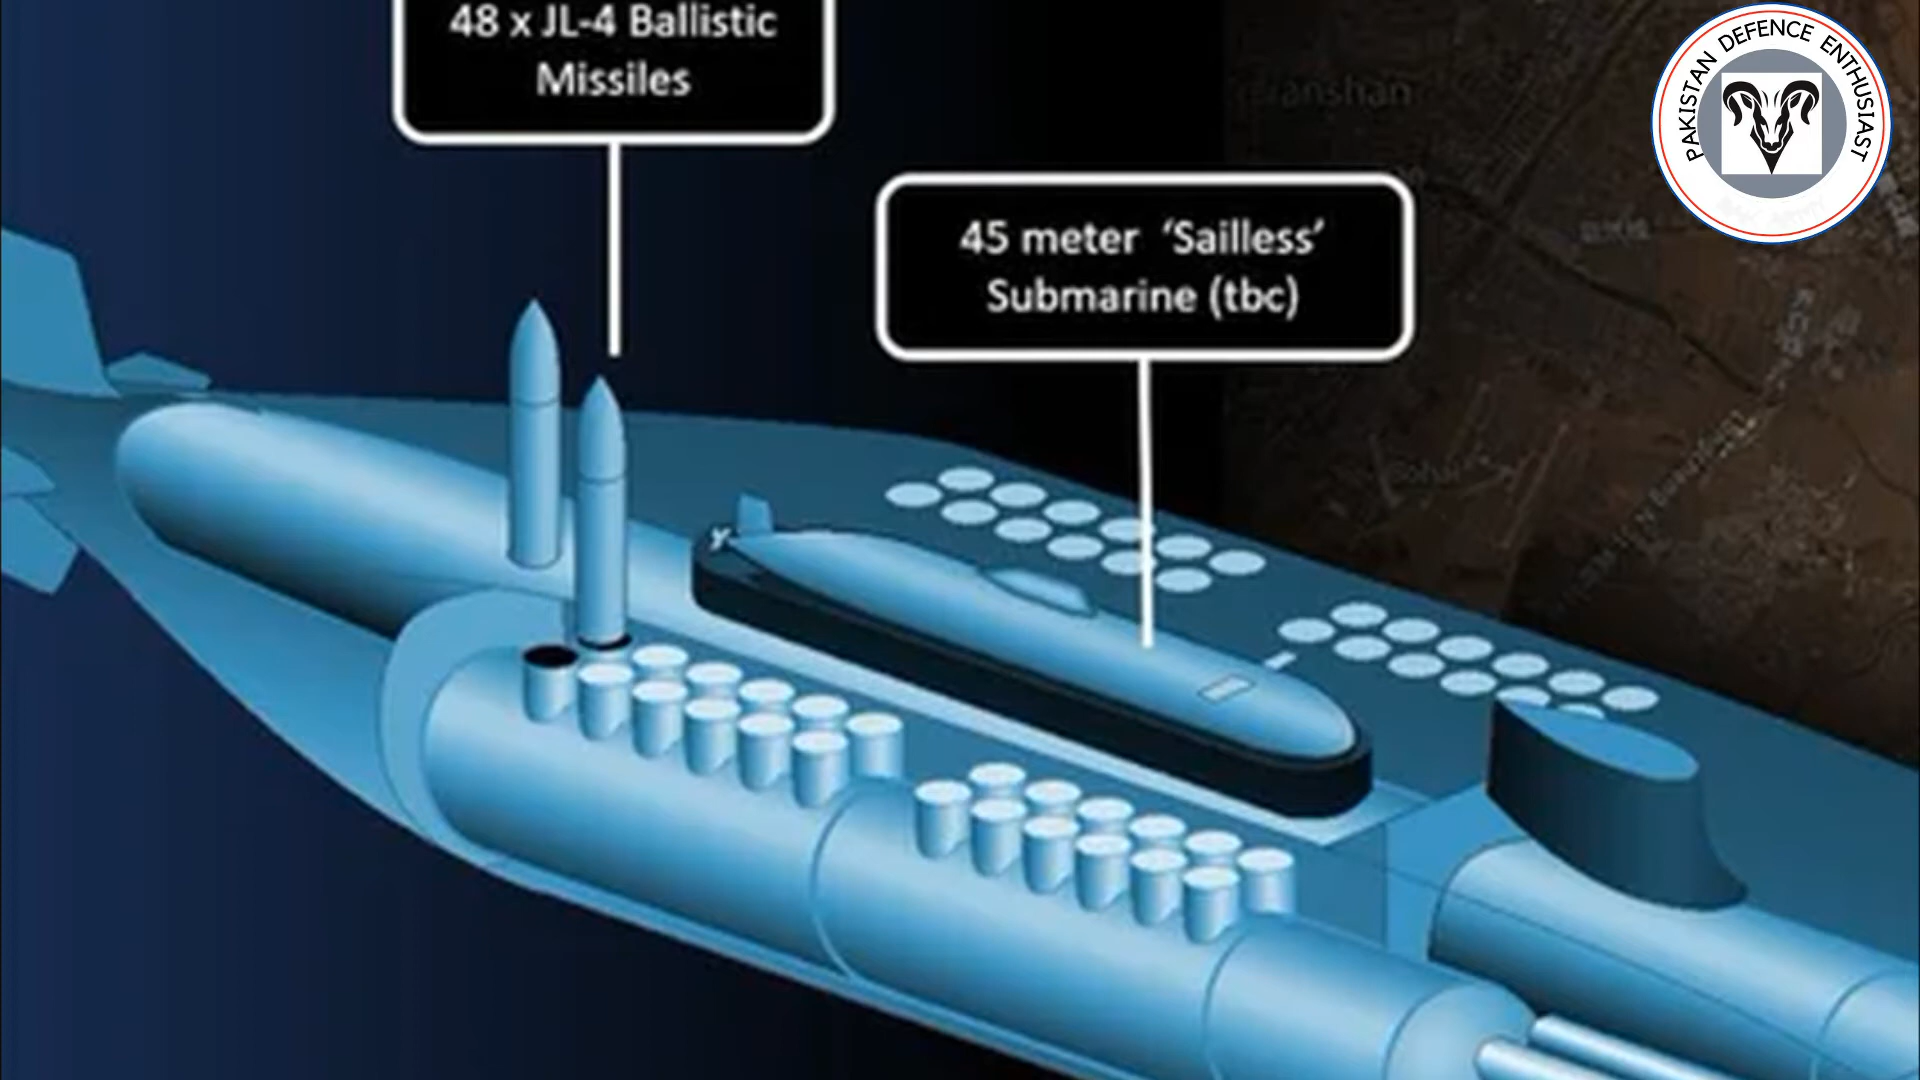 48 x JL-4 Ballistic
Missiles
PAKISTAN DEFENCE ENTHUSIAST
45 meter ‘Sailless’
Submarine (tbc)